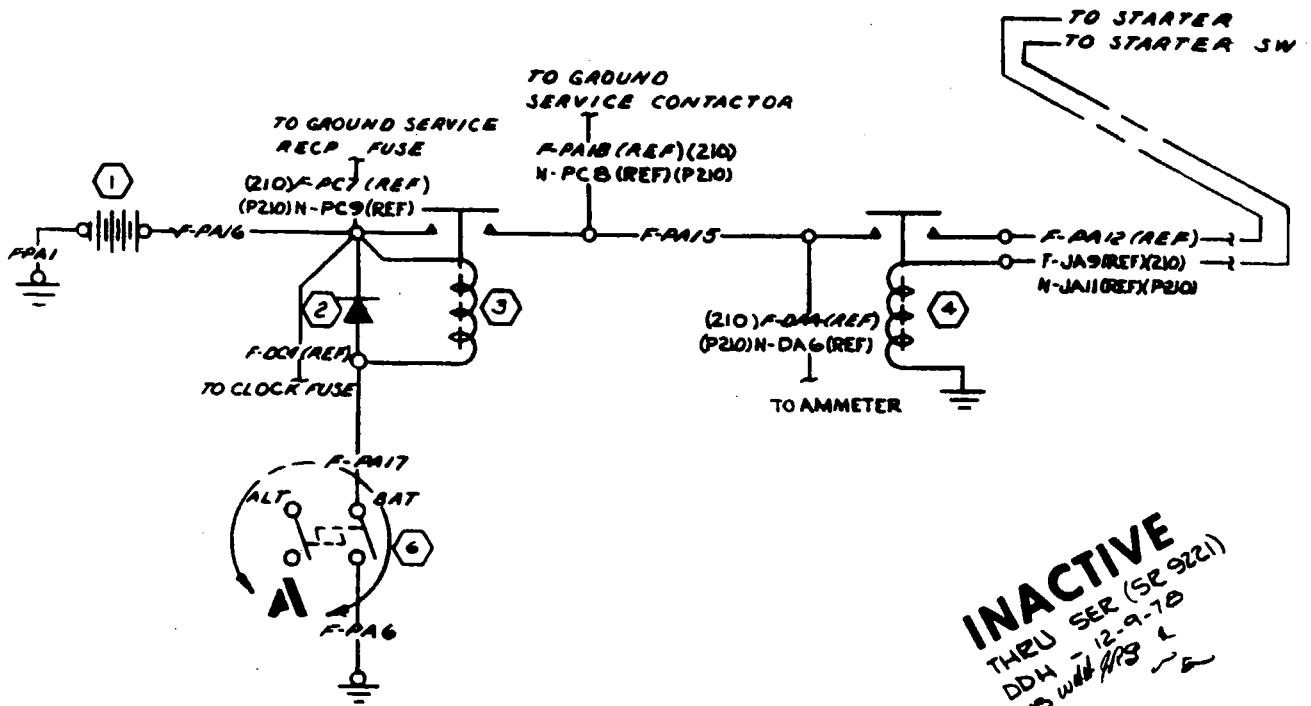 TO STARTER
TO STARTER SW
TO GROUND
SERVICE CONTACTOR
TO GROUND SERVICE
RECP FUSE
F-PA18 (REF)(210)
N-PC8 (REF)(P210)
(210)F-PC7 (REF)
(P210)N-PC9(REF)
1
F-PA1
F-PA16
F-PA15
F-PA12 (REF)
F-JA9(REF)(210)
N-JA11(REF)(P210)
2
3
4
(210)F-DA4(REF)
(P210)N-DA6(REF)
(REF)
TO CLOCK FUSE
TO AMMETER
F-PA17
ALT
BAT
6
A
F-PA6
INACTIVE
THRU SER (SR 9221)
DDH - 12-9-78